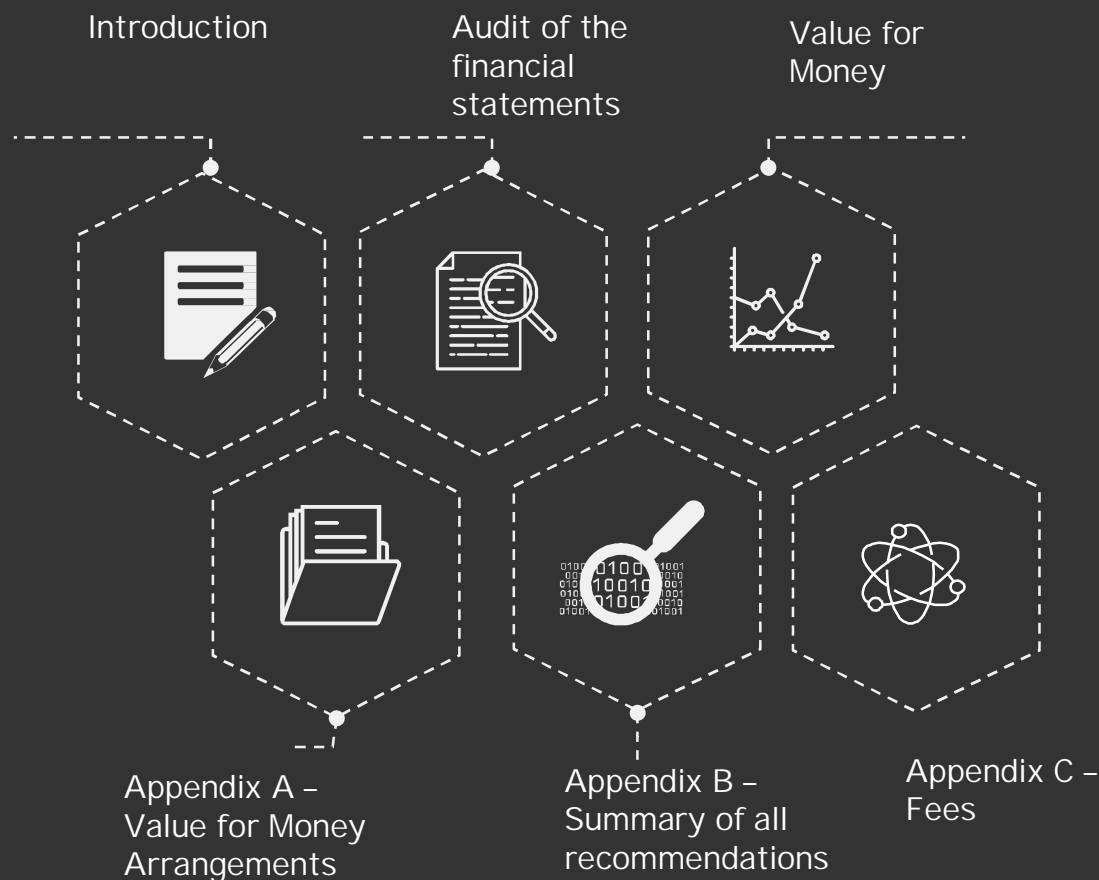 Introduction
Audit of the
financial
statements
Value for
Money
Appendix A –
Value for Money
Arrangements
Appendix B –
Summary of all
recommendations
Appendix C –
Fees